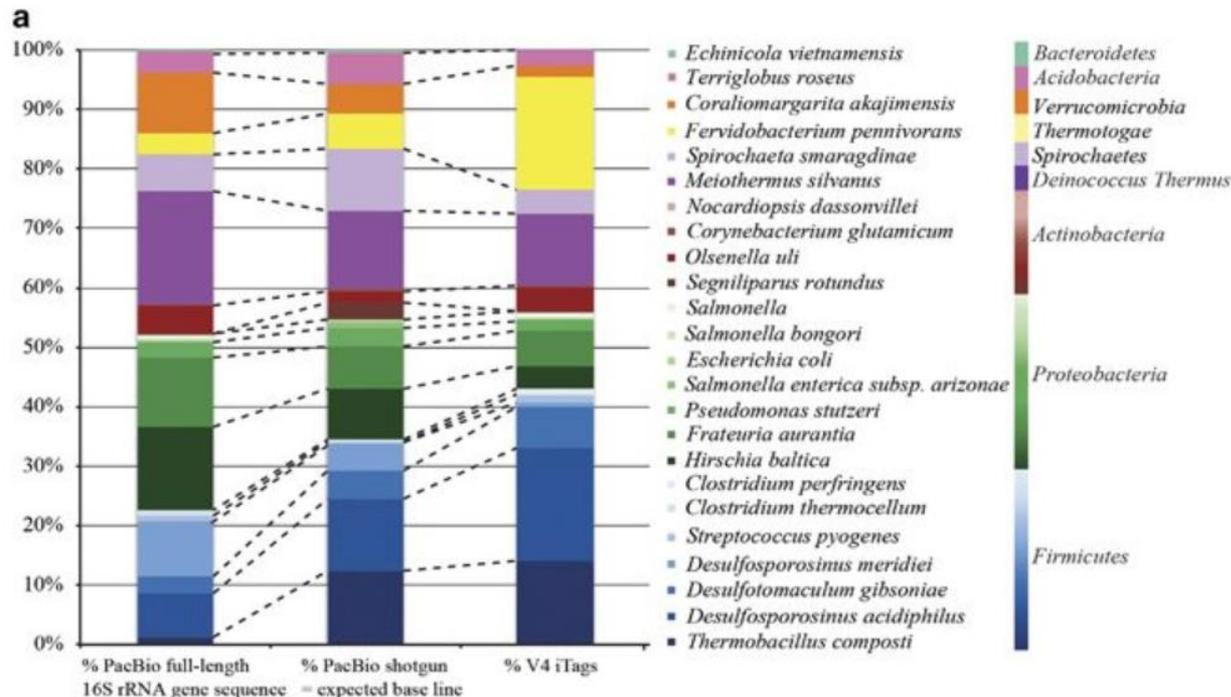 a
100%
90%
80%
70%
60%
50%
40%
30%
20%
10%
0%
% PacBio full-length
16S rRNA gene sequence
% PacBio shotgun
= expected base line
% V4 iTags
Echinicola vietnamensis
Terriglobus roseus
Coraliomargarita akajimensis
Fervidobacterium pennivorans
Spirochaeta smaragdinae
Meiothermus silvanus
Nocardiopsis dassonvillei
Corynebacterium glutamicum
Olsenella uli
Segniliparus rotundus
Salmonella
Salmonella bongori
Escherichia coli
Salmonella enterica subsp. arizonae
Pseudomonas stutzeri
Frateuria aurantia
Hirschia baltica
Clostridium perfringens
Clostridium thermocellum
Streptococcus pyogenes
Desulfosporosinus meridiei
Desulfotomaculum gibsoniae
Desulfosporosinus acidiphilus
Thermobacillus composti
Bacteroidetes
Acidobacteria
Verrucomicrobia
Thermotogae
Spirochaetes
Deinococcus Thermus
Actinobacteria
Proteobacteria
Firmicutes